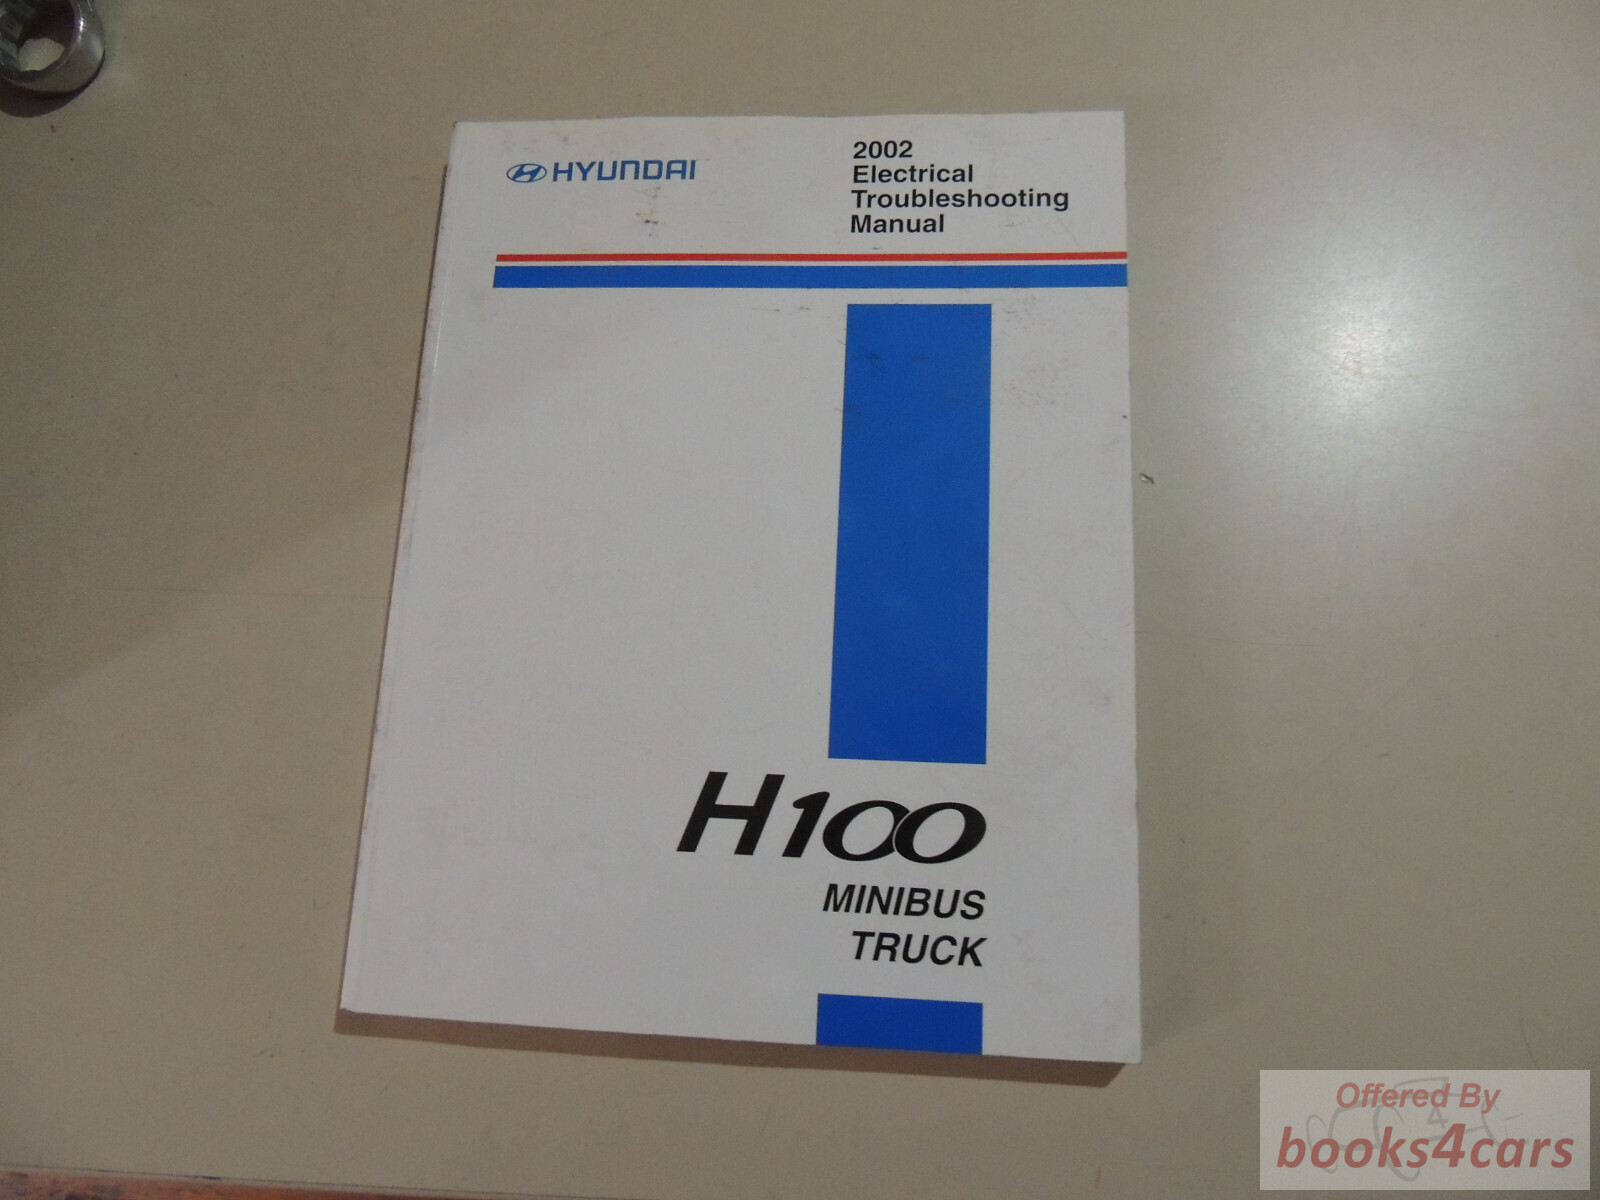 HYUNDAI
2002
Electrical
Troubleshooting
Manual
H100
MINIBUS
TRUCK
Offered By
books4cars